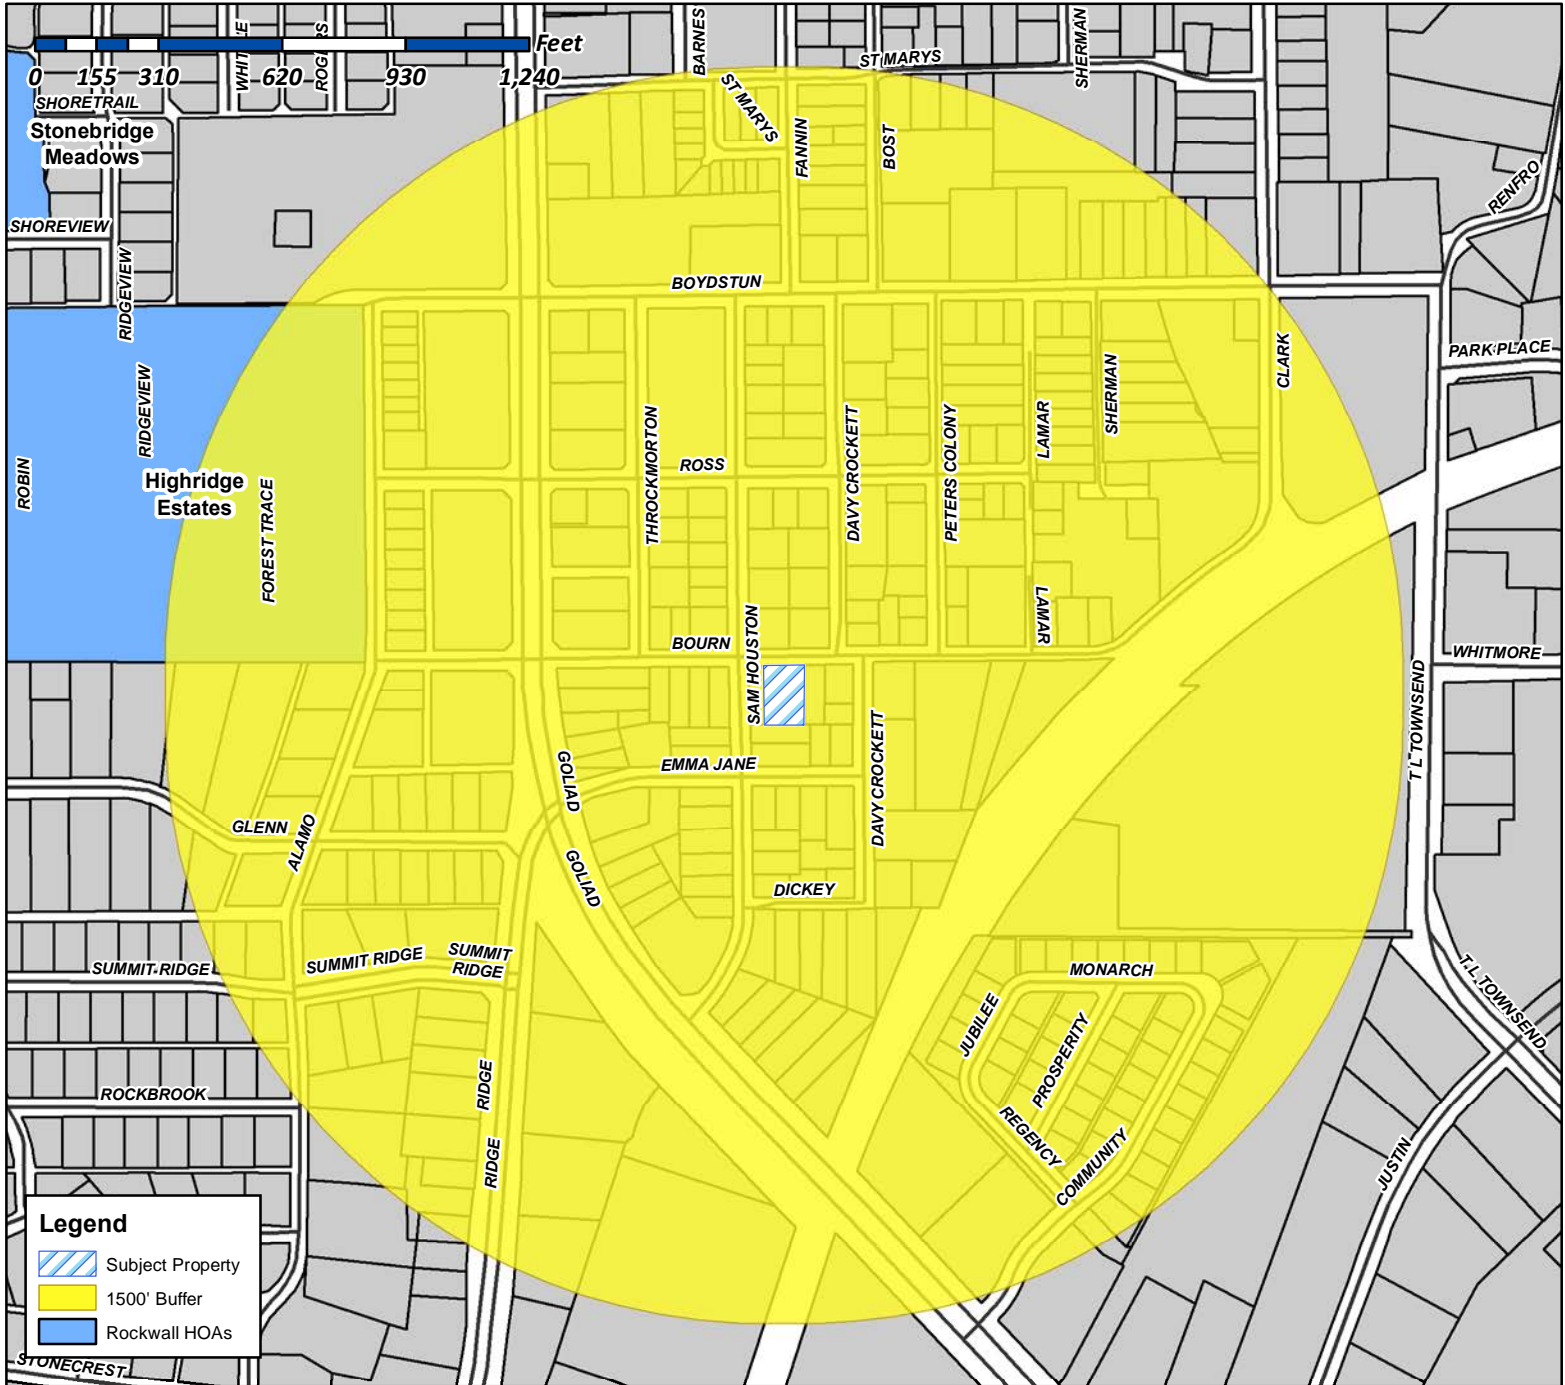 BARNES
SHERMAN
Feet
ST MARYS
0 155 310 620 930 1,240
WHITTLE
ROGERS
SHORETRAIL
ST MARYS
Stonebridge
Meadows
FANNIN
BOST
RENFRO
SHOREVIEW
RIDGEVIEW
BOYDSTUN
PARK PLACE
CLARK
RIDGEVIEW
SHERMAN
LAMAR
THROCKMORTON
DAVY CROCKETT
PETERS COLONY
ROBIN
ROSS
Highridge
Estates
FOREST TRACE
LAMAR
BOURN
SAM HOUSTON
WHITMORE
T L TOWNSEND
EMMA JANE
GOLIAD
DAVY CROCKETT
GLENN
ALAMO
GOLIAD
DICKEY
SUMMIT RIDGE
SUMMIT RIDGE
SUMMIT
RIDGE
MONARCH
T L TOWNSEND
JUBILEE
PROSPERITY
RIDGE
ROCKBROOK
REGENCY
COMMUNITY
RIDGE
JUSTIN
Legend
Subject Property
1500' Buffer
Rockwall HOAs
STONECREST